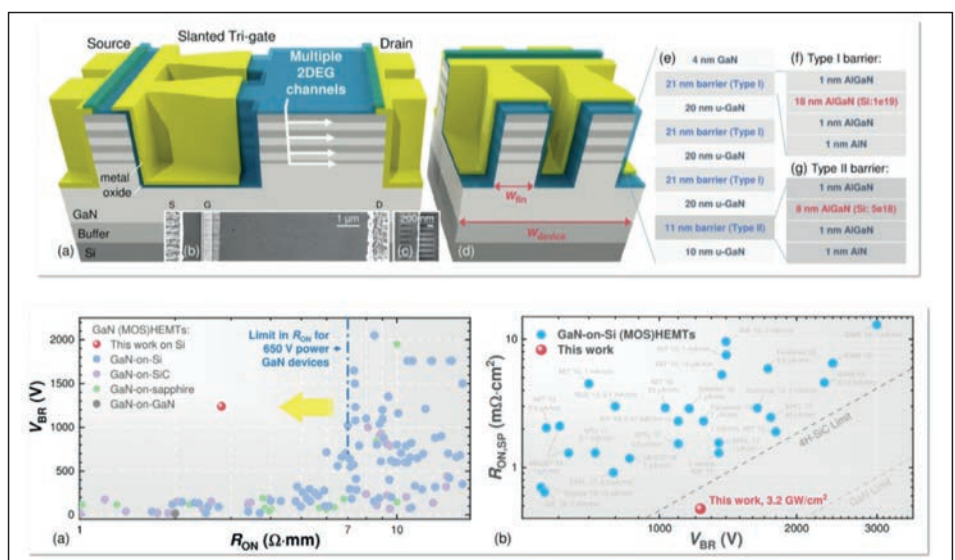 Source
Slanted Tri-gate
Drain
Multiple
2DEG
channels
metal
oxide
GaN
Buffer
Si
(a)
S
(b)
G
1 µm
D
(c)
200 nm
(d)
Wfin
Wdevice
(e)
4 nm GaN
21 nm barrier (Type I)
20 nm u-GaN
21 nm barrier (Type I)
20 nm u-GaN
21 nm barrier (Type I)
20 nm u-GaN
11 nm barrier (Type II)
10 nm u-GaN
(f) Type I barrier:
1 nm AlGaN
18 nm AlGaN (Si:1e19)
1 nm AlGaN
1 nm AlN
(g) Type II barrier:
1 nm AlGaN
8 nm AlGaN (Si: 5e18)
1 nm AlGaN
1 nm AlN
GaN (MOS)HEMTs:
This work on Si
GaN-on-Si
GaN-on-SiC
GaN-on-sapphire
GaN-on-GaN
Limit in RON for
650 V power
GaN devices
VBR (V)
2000
1500
1000
500
0
1
7
10
(a)
RON (Ω·mm)
GaN-on-Si (MOS)HEMTs
This work
RON,SP (mΩ·cm²)
10
1
4H-SiC Limit
GaN Limit
This work, 3.2 GW/cm²
1000
2000
3000
(b)
VBR (V)